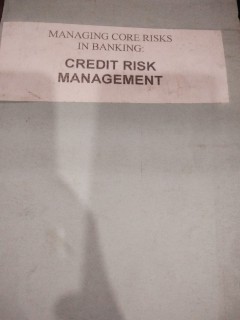 MANAGING CORE RISKS
IN BANKING:
CREDIT RISK
MANAGEMENT